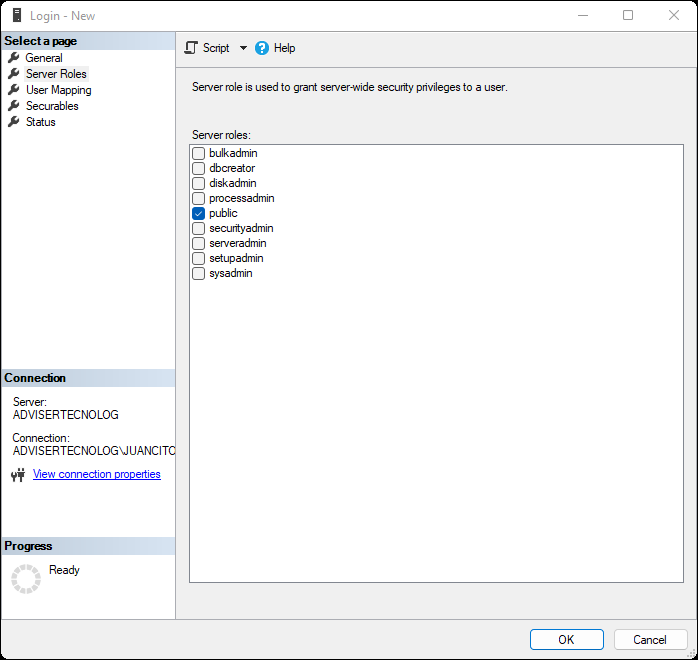 Login - New
Select a page
General
Server Roles
User Mapping
Securables
Status
Script
Help
Server role is used to grant server-wide security privileges to a user.
Server roles:
bulkadmin
dbcreator
diskadmin
processadmin
public
securityadmin
serveradmin
setupadmin
sysadmin
Connection
Server:
ADVISERTECNOLOG
Connection:
ADVISERTECNOLOG\JUANCITO
View connection properties
Progress
Ready
OK
Cancel